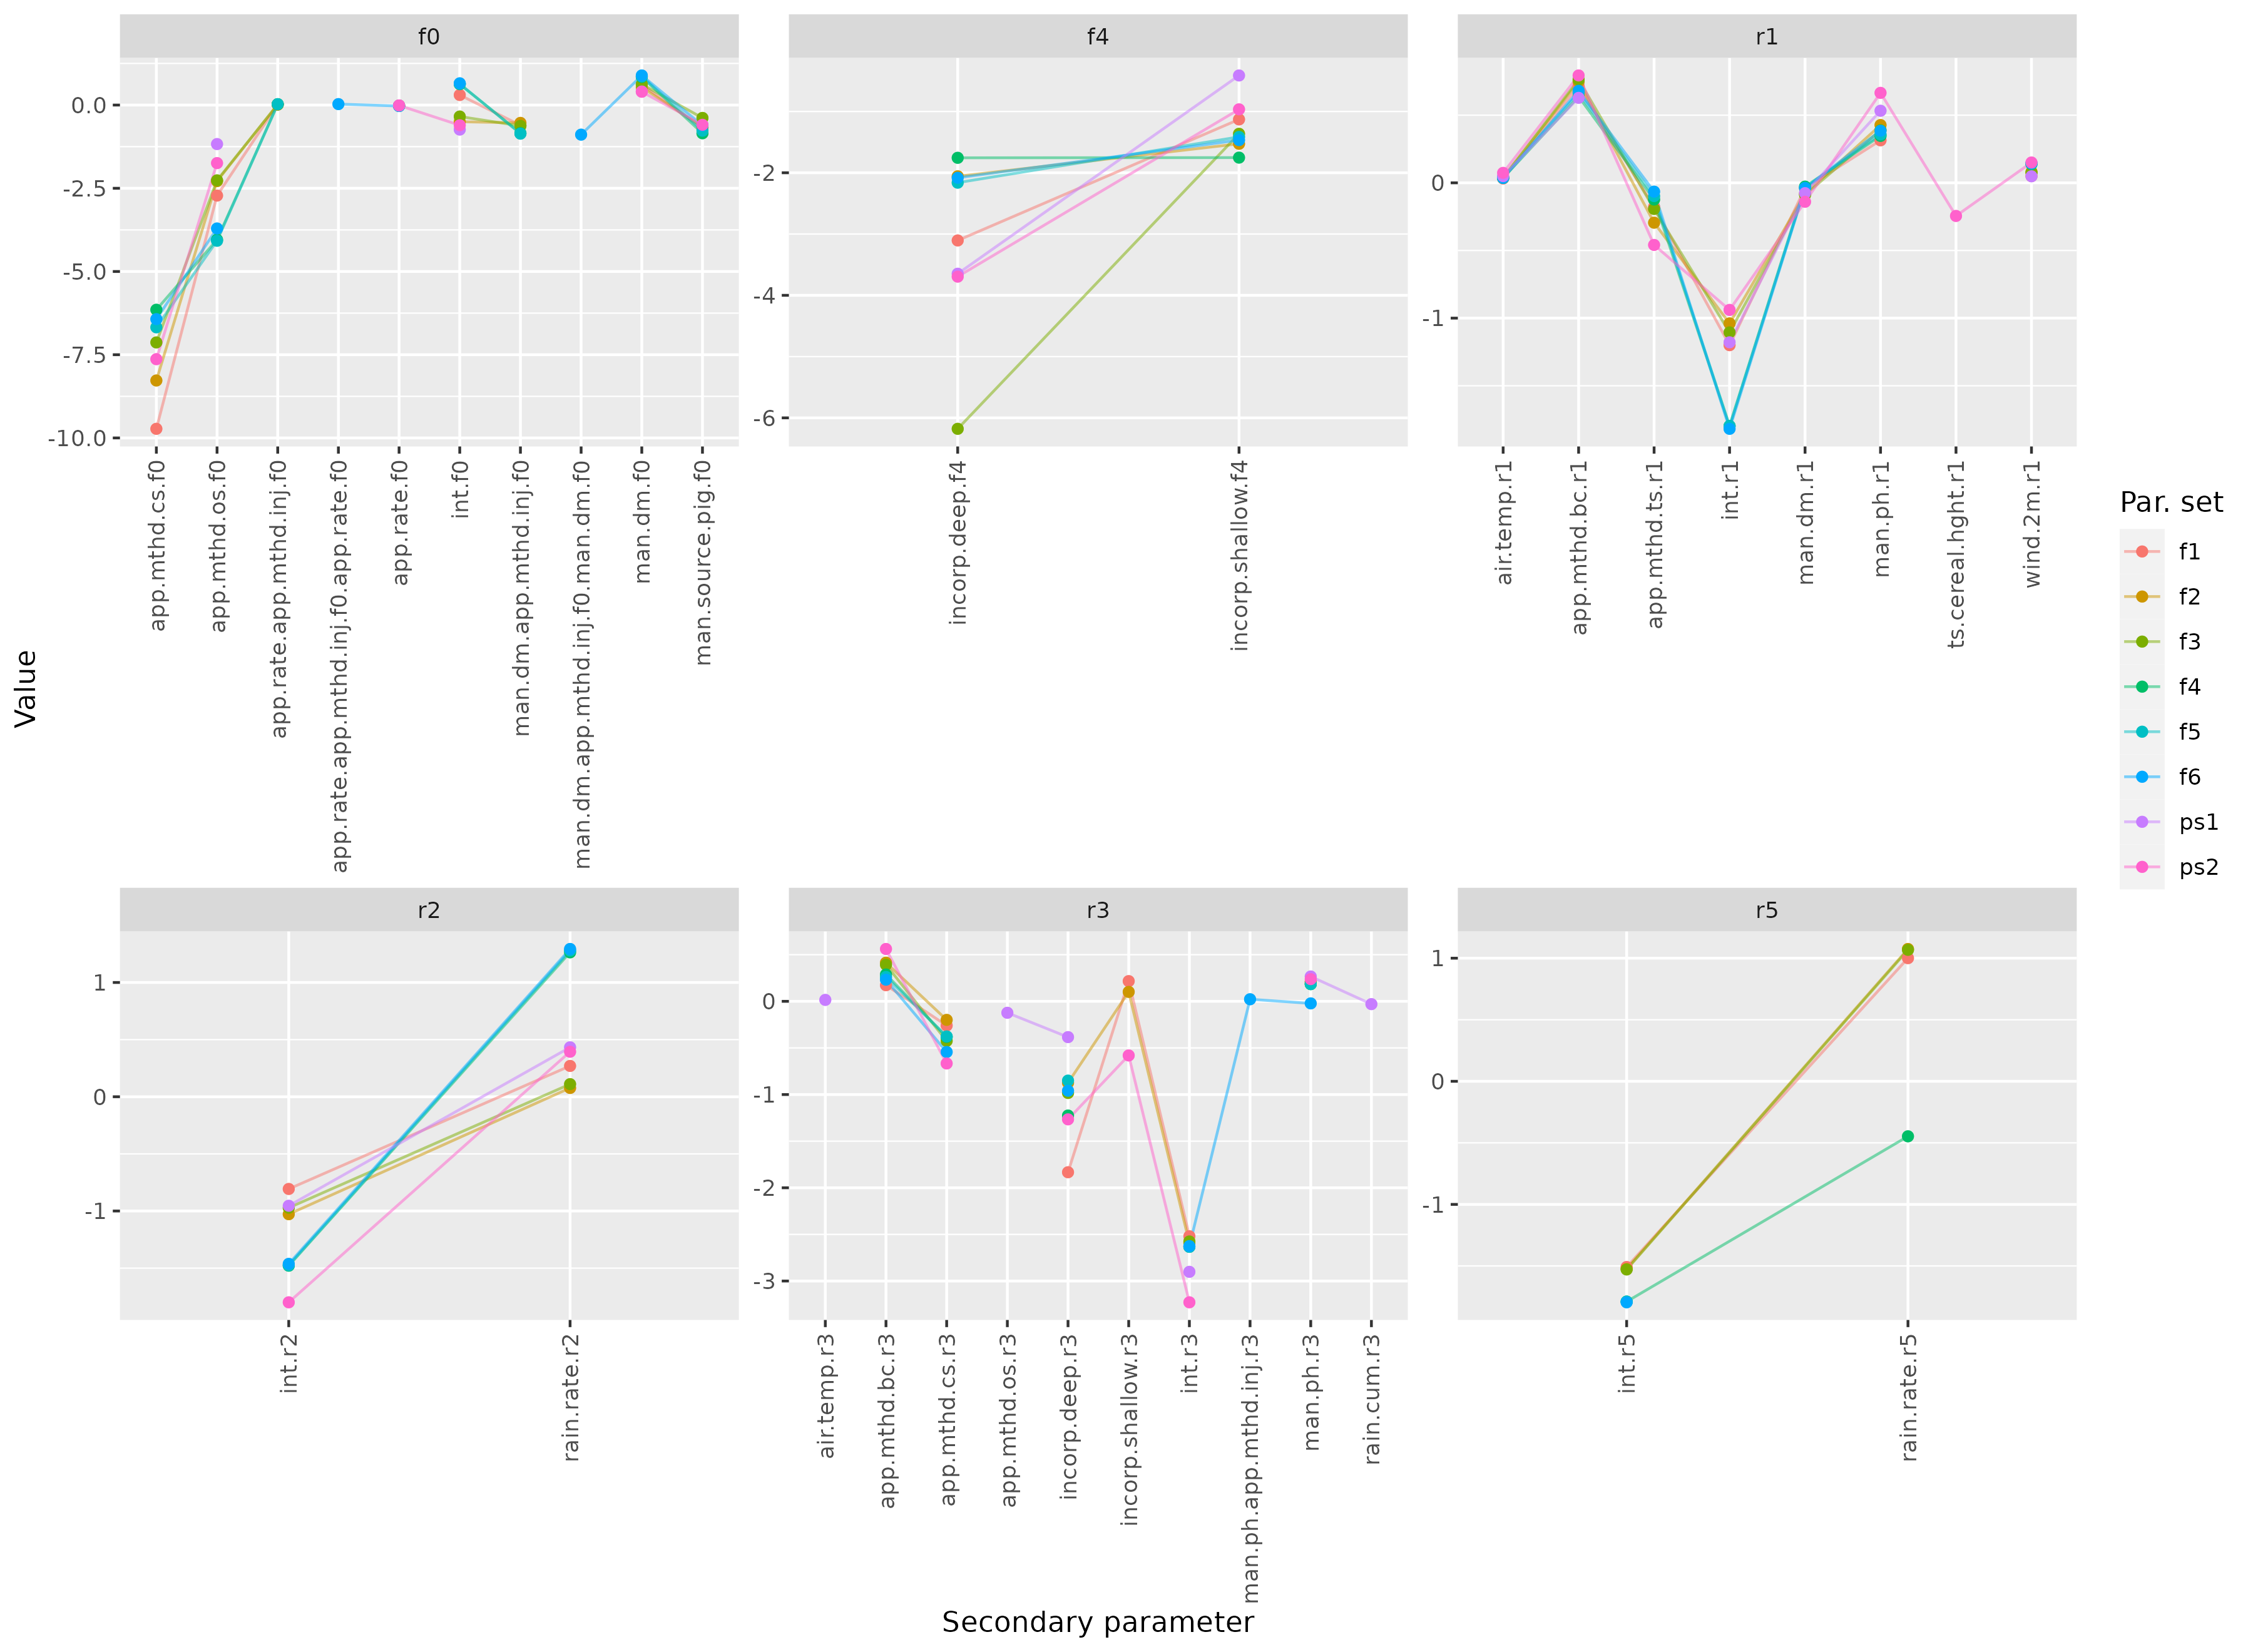 f0
f4
r1
0.0
-2.5
-5.0
-7.5
-10.0
-2
-4
-6
0
-1
app.mthd.cs.f0
app.mthd.os.f0
app.rate.app.mthd.inj.f0
app.rate.app.mthd.inj.f0.app.rate.f0
app.rate.f0
int.f0
man.dm.app.mthd.inj.f0
man.dm.app.mthd.inj.f0.man.dm.f0
man.dm.f0
man.source.pig.f0
incorp.deep.f4
incorp.shallow.f4
air.temp.r1
app.mthd.bc.r1
app.mthd.ts.r1
int.r1
man.dm.r1
man.ph.r1
ts.cereal.hght.r1
wind.2m.r1
Value
Par. set
f1
f2
f3
f4
f5
f6
ps1
ps2
r2
r3
r5
1
0
-1
0
-1
-2
-3
1
0
-1
int.r2
rain.rate.r2
air.temp.r3
app.mthd.bc.r3
app.mthd.cs.r3
app.mthd.os.r3
incorp.deep.r3
incorp.shallow.r3
int.r3
man.ph.app.mthd.inj.r3
man.ph.r3
rain.cum.r3
int.r5
rain.rate.r5
Secondary parameter